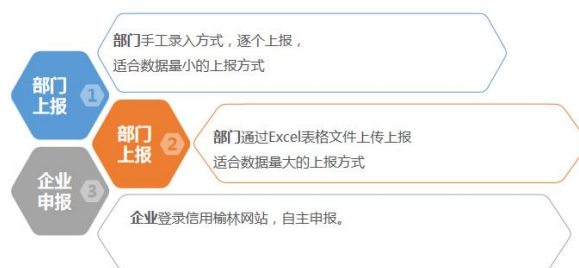 部门手工录入方式，逐个上报，
适合数据最小的上报方式
部门
上报
1
部门
上报
2
部门通过Excel表格文件上传上报
适合数据最大的上报方式
企业
申报
3
企业登录信用榆林网站，自主申报。